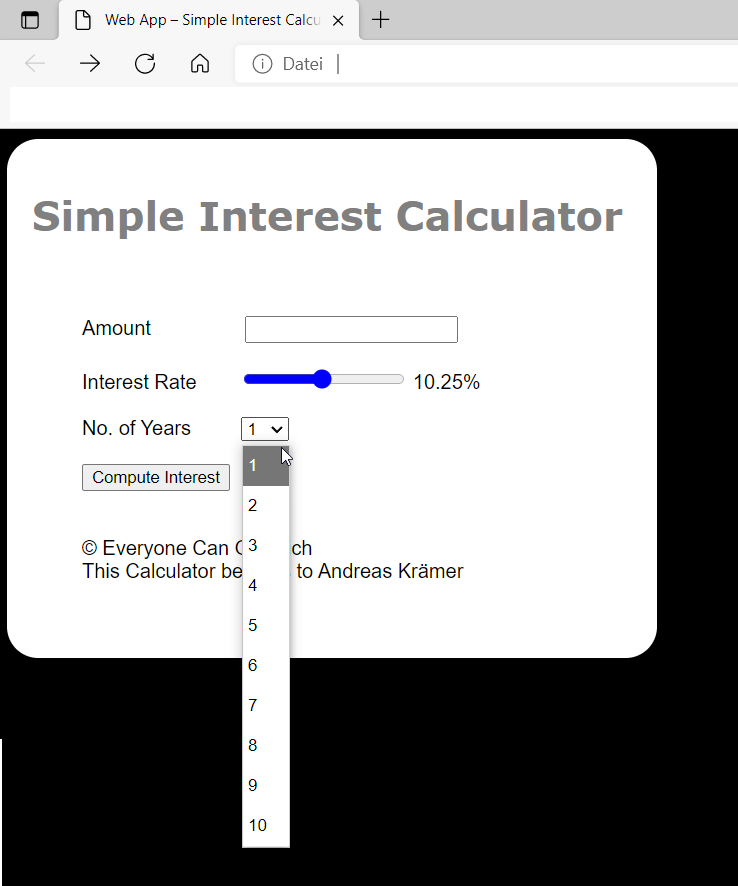 Web App – Simple Interest Calcu
Datei
Simple Interest Calculator
Amount
Interest Rate 10.25%
No. of Years 1
Compute Interest
1
2
3
© Everyone Can ch
This Calculator be to Andreas Krämer
4
5
6
7
8
9
10